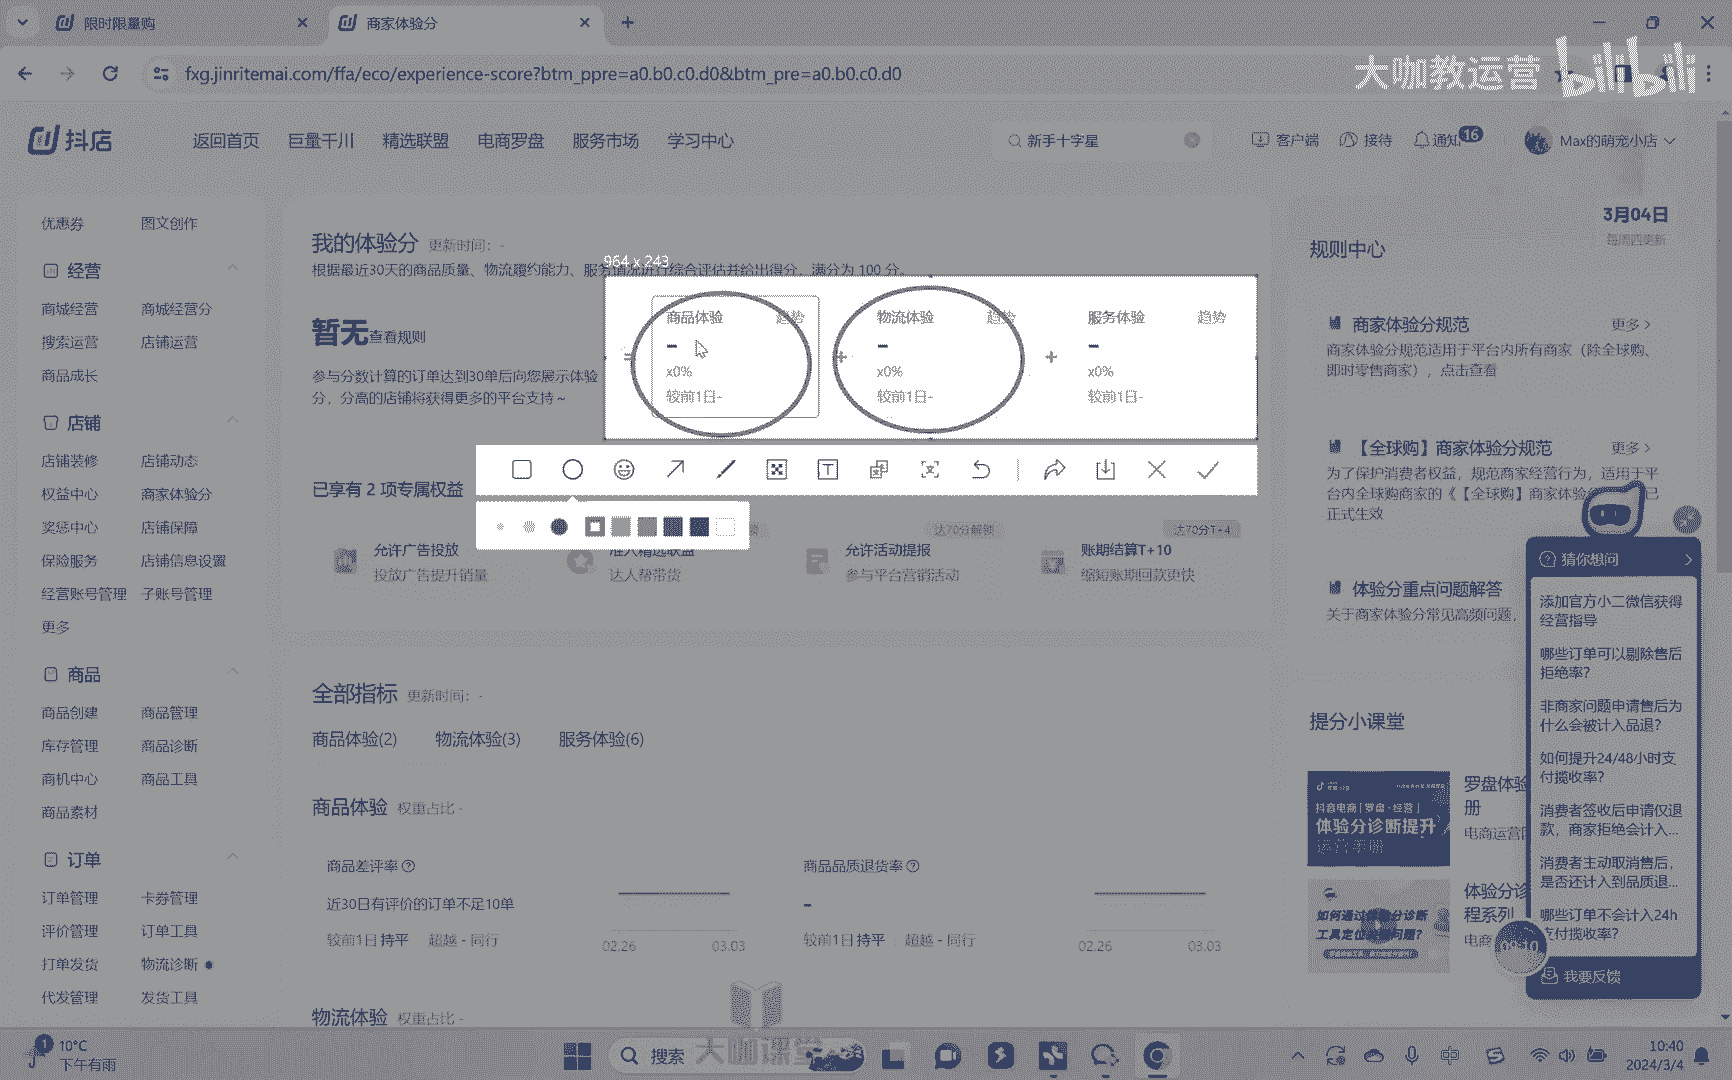 限时限量购
商家体验分
fxg.jinritemai.com/ffa/eco/experience-score?btm_ppre=a0.b0.c0.d0&btm_pre=a0.b0.c0.d0
大咖教运营
bilibili
抖店
返回首页 巨量千川 精选联盟 电商罗盘 服务市场 学习中心
新手十字星
客户端 接待 通知 16 Max的萌宠小店
优惠券 图文创作
经营
商城经营 商城经营分
搜索运营 店铺运营
商品成长
店铺
店铺装修 店铺动态
权益中心 商家体验分
奖惩中心 店铺保障
保险服务 店铺信息设置
经营账号管理 子账号管理
更多
商品
商品创建 商品管理
库存管理 商品诊断
商机中心 商品工具
商品素材
订单
订单管理 卡券管理
评价管理 订单工具
打单发货 物流诊断
代发管理 发货工具
我的体验分 更新时间： -
根据最近30天的商品质量、物流履约能力、服务情况进行综合评估并给出得分，满分为 100 分。
964 x 243
暂无 查看规则
参与分数计算的订单达到30单后向您展示体验
分，分高的店铺将获得更多的平台支持～
=
商品体验 趋势
-
x0%
较前1日-
+
物流体验 趋势
-
x0%
较前1日-
+
服务体验 趋势
-
x0%
较前1日-
已享有 2 项专属权益
允许广告投放
投放广告提升销量
准入精选联盟
达人帮带货
达70分解锁
允许活动提报
参与平台营销活动
达70分T+4
账期结算T+10
缩短账期回款更快
全部指标 更新时间： -
商品体验(2) 物流体验(3) 服务体验(6)
商品体验 权重占比 -
商品差评率
近30日有评价的订单不足10单
较前1日 持平 超越 - 同行
02.26 03.03
商品品质退货率
-
较前1日 持平 超越 - 同行
02.26 03.03
物流体验 权重占比 -
3月04日
每周四更新
规则中心
商家体验分规范 更多 >
商家体验分规范适用于平台内所有商家（除全球购、
即时零售商家），点击查看
【全球购】商家体验分规范 更多 >
为了保护消费者权益，规范商家经营行为，适用于平
台内全球购商家的《【全球购】商家体验分
已
正式生效
体验分重点问题解答
关于商家体验分常见高频问题，
提分小课堂
抖音电商「罗盘·经营」
体验分诊断提升
运营手册
罗盘体验
册
电商运营
如何通过体验分诊断
工具定位
问题？
体验分诊
程系列
电商
猜你想问
添加官方小二微信获得
经营指导
哪些订单可以剔除售后
拒绝率?
非商家问题申请售后为
什么会被计入品退?
如何提升24/48小时支
付揽收率?
消费者签收后申请仅退
款，商家拒绝会计入...
消费者主动取消售后，
是否还计入到品质退...
哪些订单不会计入24h
支付揽收率?
我要反馈
09:10
大咖课堂
1
10°C
下午有雨
搜索
中
10:40
2024/3/4